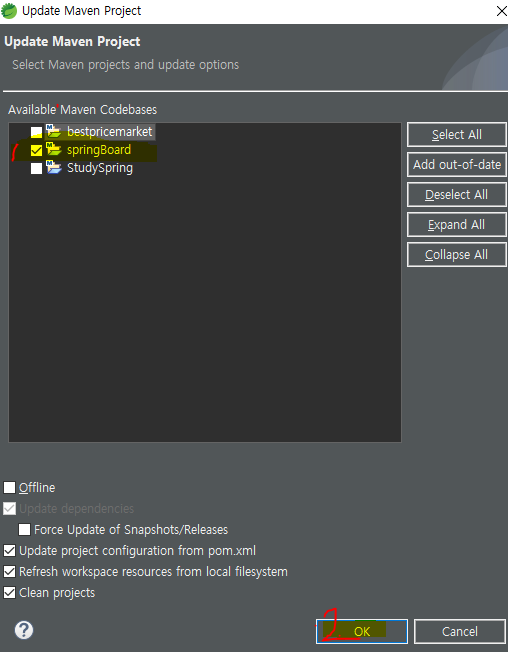 Update Maven Project
Update Maven Project
Select Maven projects and update options
Available Maven Codebases
bestpricemarket
springBoard
StudySpring
Select All
Add out-of-date
Deselect All
Expand All
Collapse All
Offline
Update dependencies
Force Update of Snapshots/Releases
Update project configuration from pom.xml
Refresh workspace resources from local filesystem
Clean projects
OK
Cancel